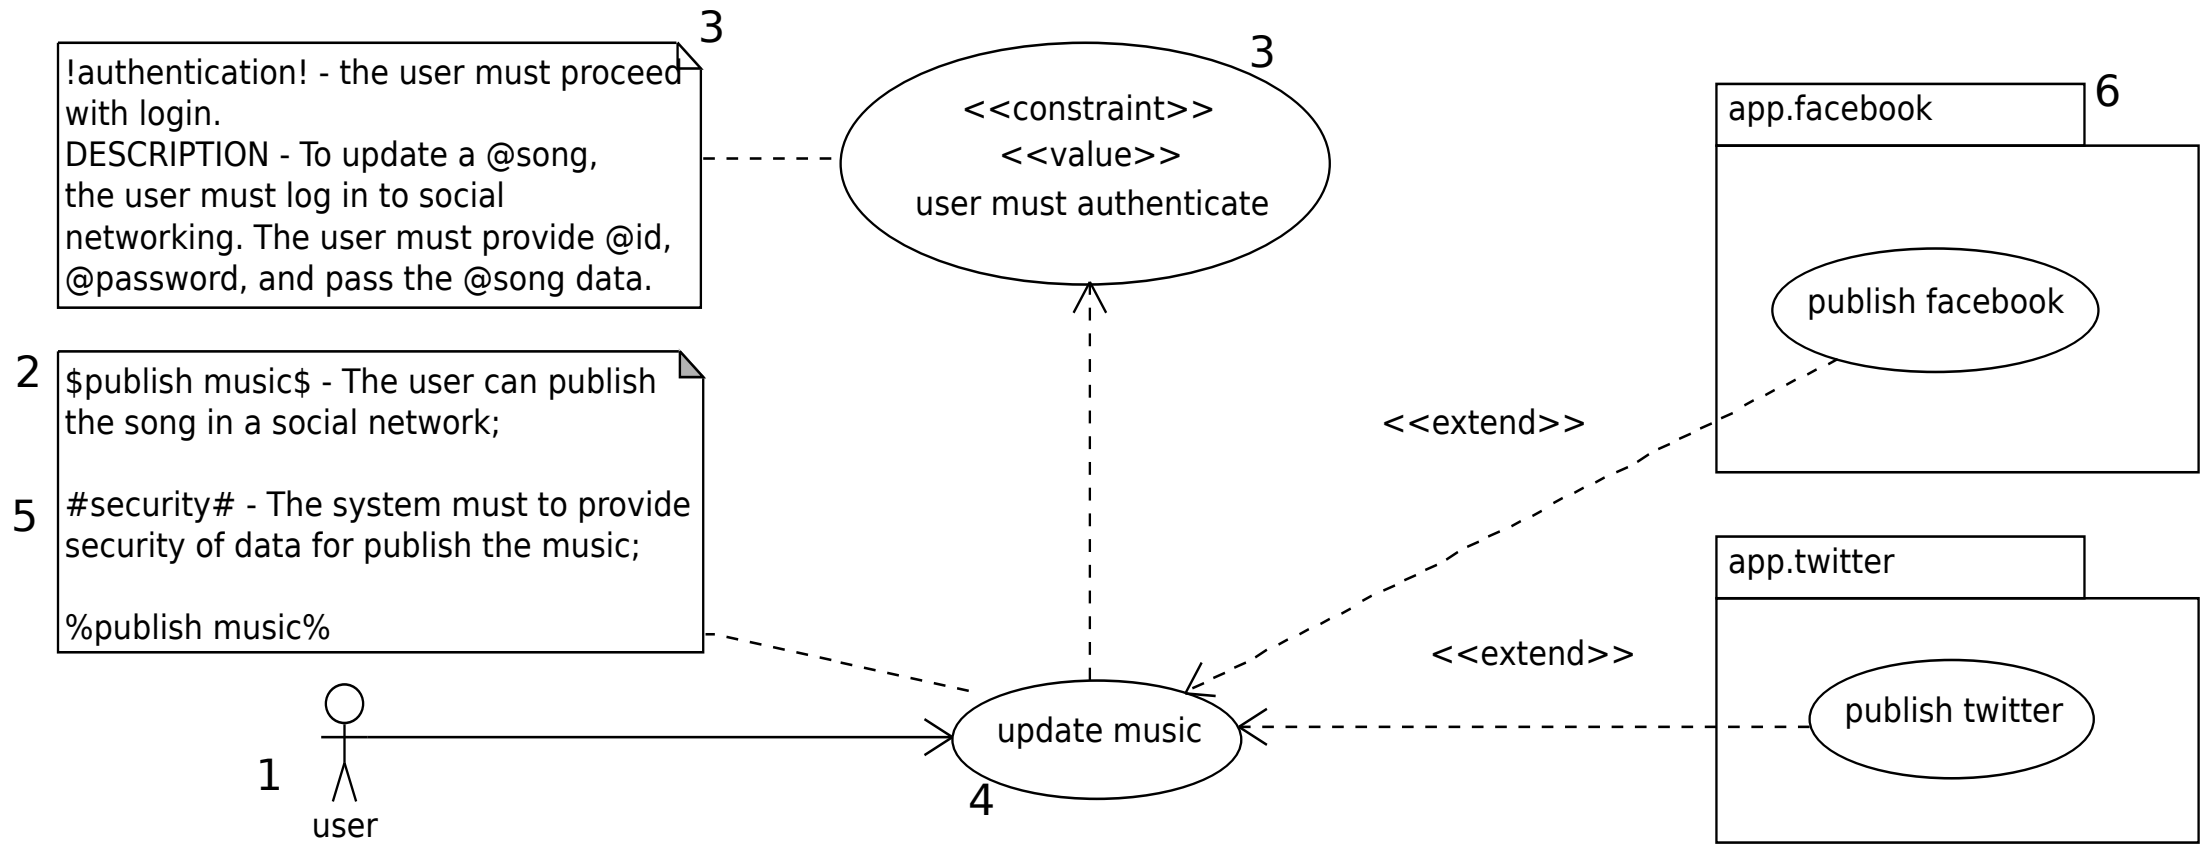 3
!authentication! - the user must proceed
with login.
DESCRIPTION - To update a @song,
the user must log in to social
networking. The user must provide @id,
@password, and pass the @song data.
3
<<constraint>>
<<value>>
user must authenticate
6
app.facebook
publish facebook
2
$publish music$ - The user can publish
the song in a social network;
5
#security# - The system must to provide
security of data for publish the music;
%publish music%
<<extend>>
<<extend>>
app.twitter
publish twitter
update music
4
1
user